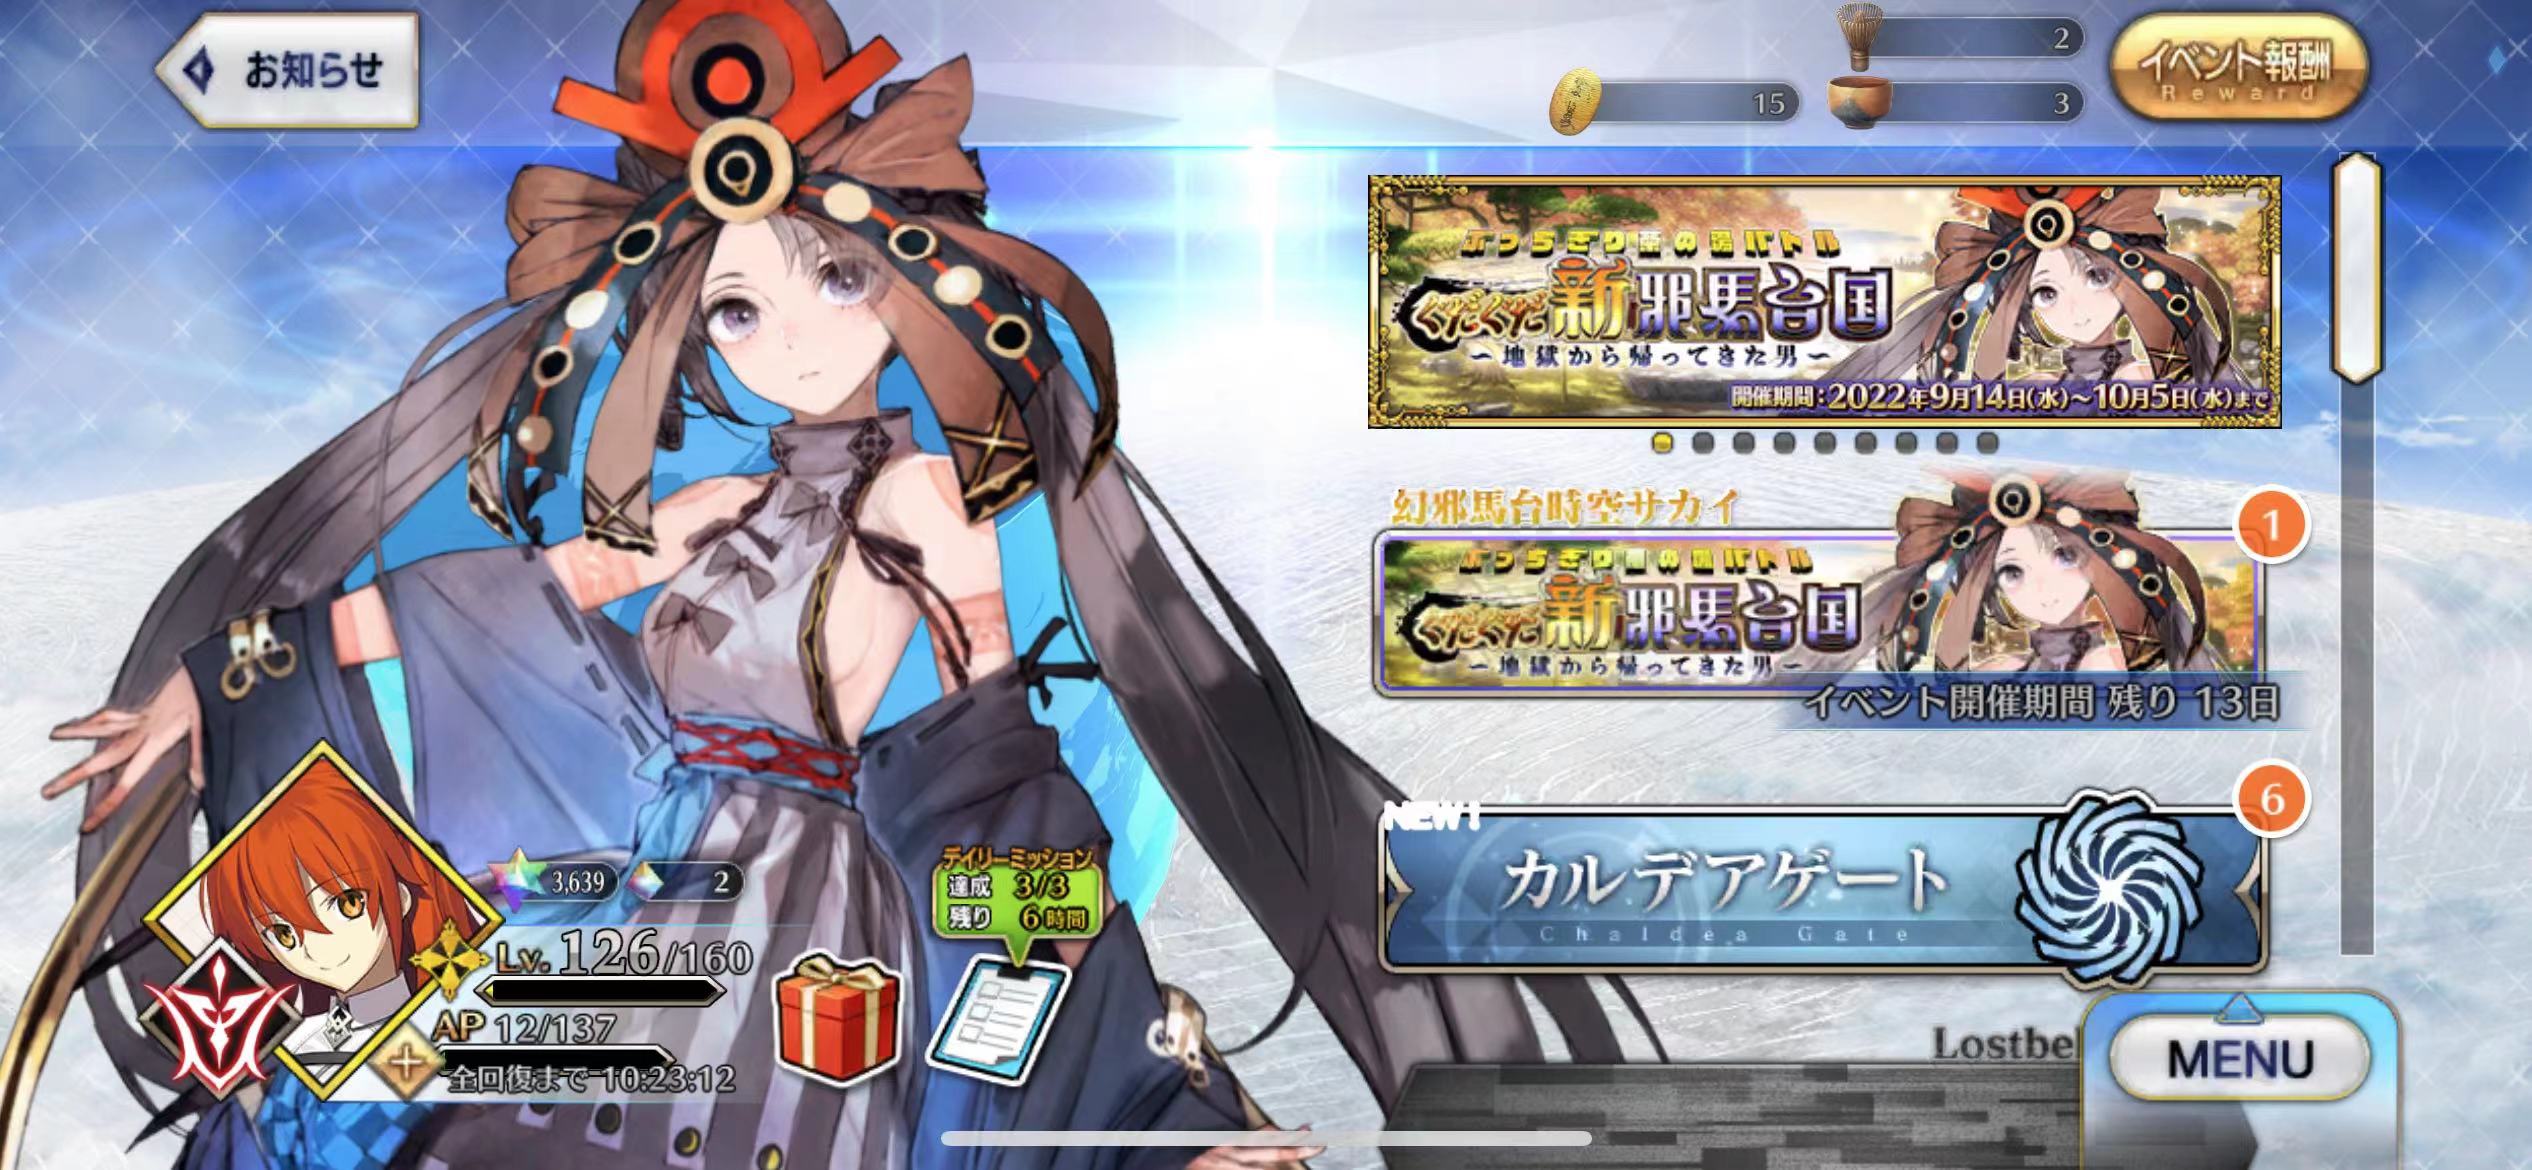 お知らせ
2
15
3
イベント報酬
Reward
ぶっちぎり茶の湯バトル
ぐだぐだ新邪馬台国
－地獄から帰ってきた男－
開催期間：2022年9月14日(水)～10月5日(水)まで
幻邪馬台時空サカイ
1
ぶっちぎり茶の湯バトル
ぐだぐだ新邪馬台国
－地獄から帰ってきた男－
イベント開催期間 残り 13日
NEW!
6
カルデアゲート
Chaldea Gate
デイリーミッション
達成 3/3
残り 6時間
3,639
2
Lv.126/160
AP 12/137
全回復まで 10:23:12
Lostbel
MENU